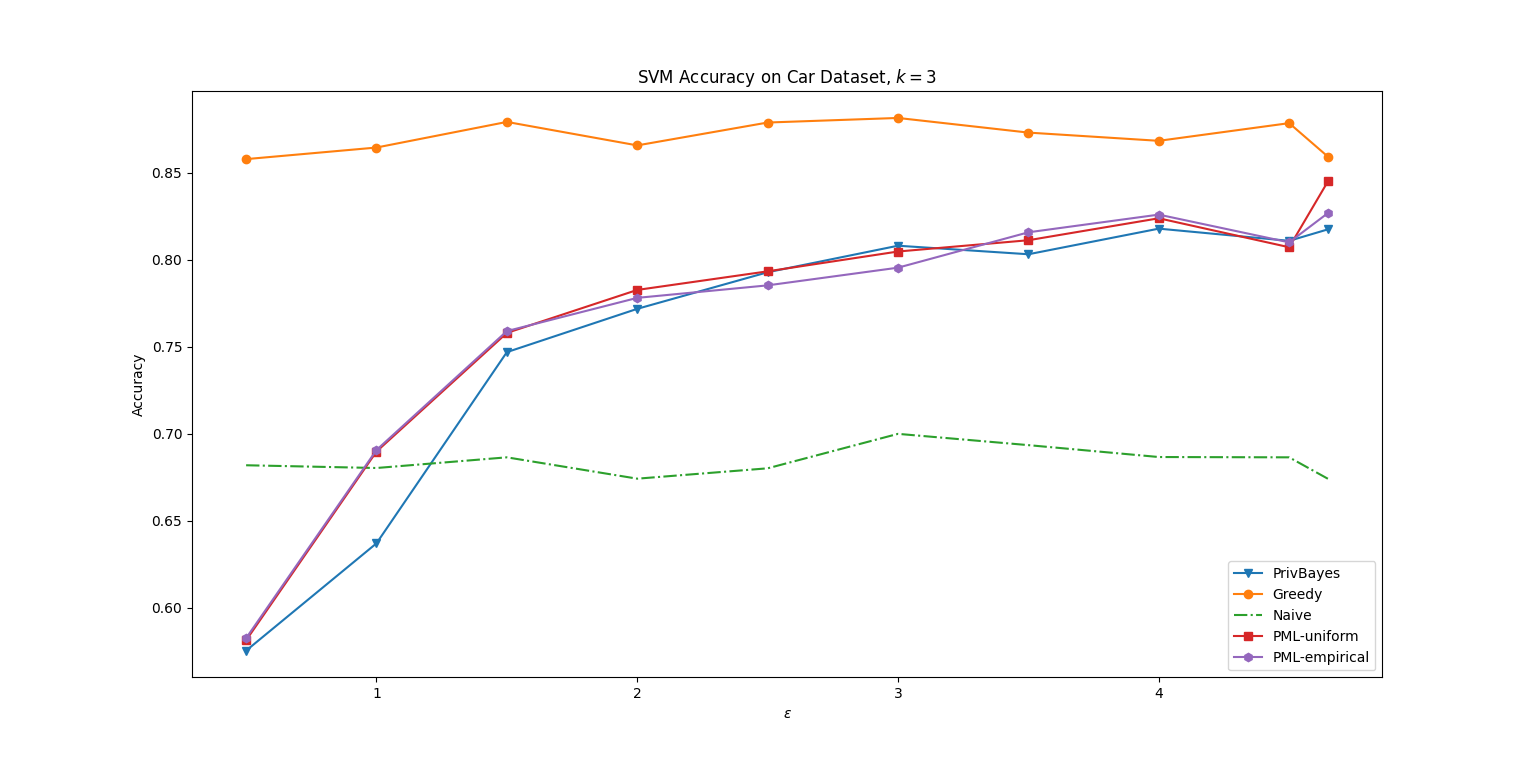 SVM Accuracy on Car Dataset, k = 3
0.85
0.80
0.75
0.70
0.65
0.60
Accuracy
1
2
3
4
ε
PrivBayes
Greedy
Naive
PML-uniform
PML-empirical